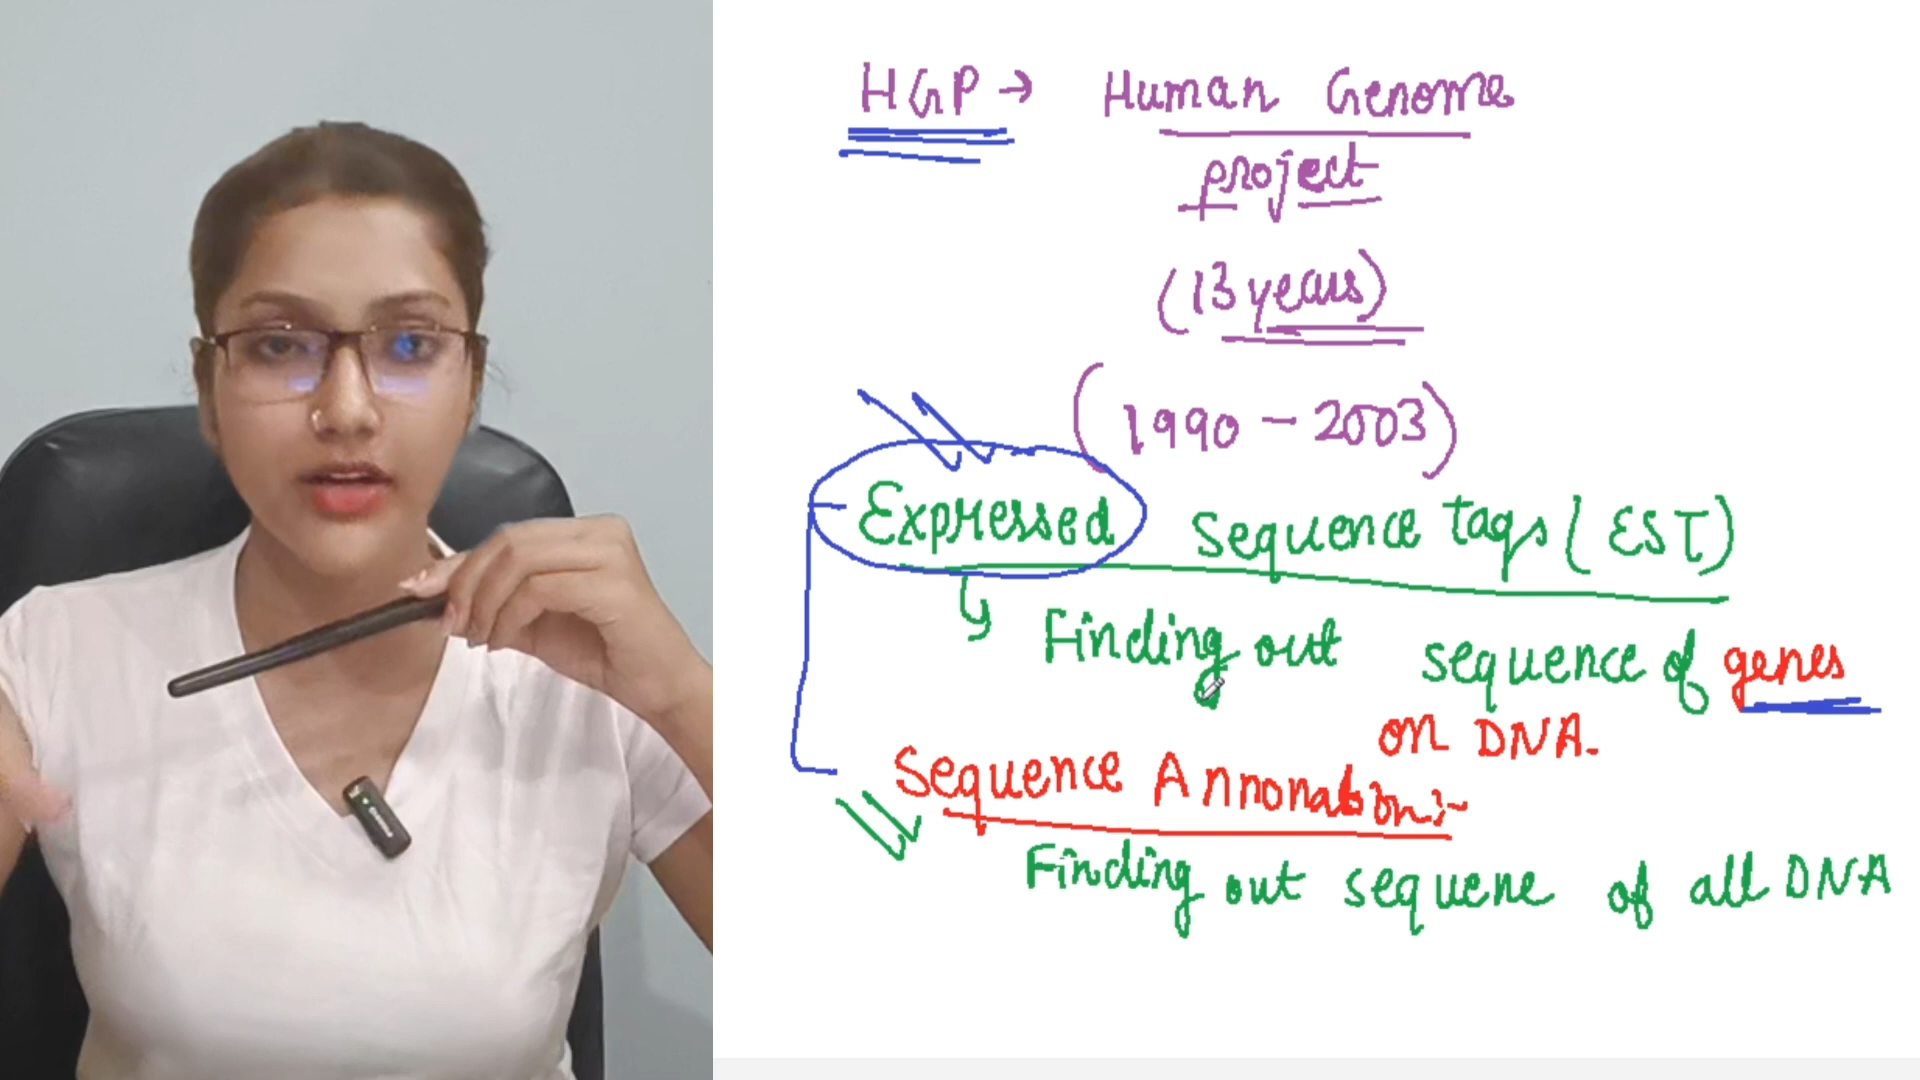 HGP → Human Genome
project
(13 years)
(1990 - 2003)
Expressed Sequence tags (EST)
Finding out sequence of genes
on DNA.
Sequence Annonation :-
Finding out sequene of all DNA